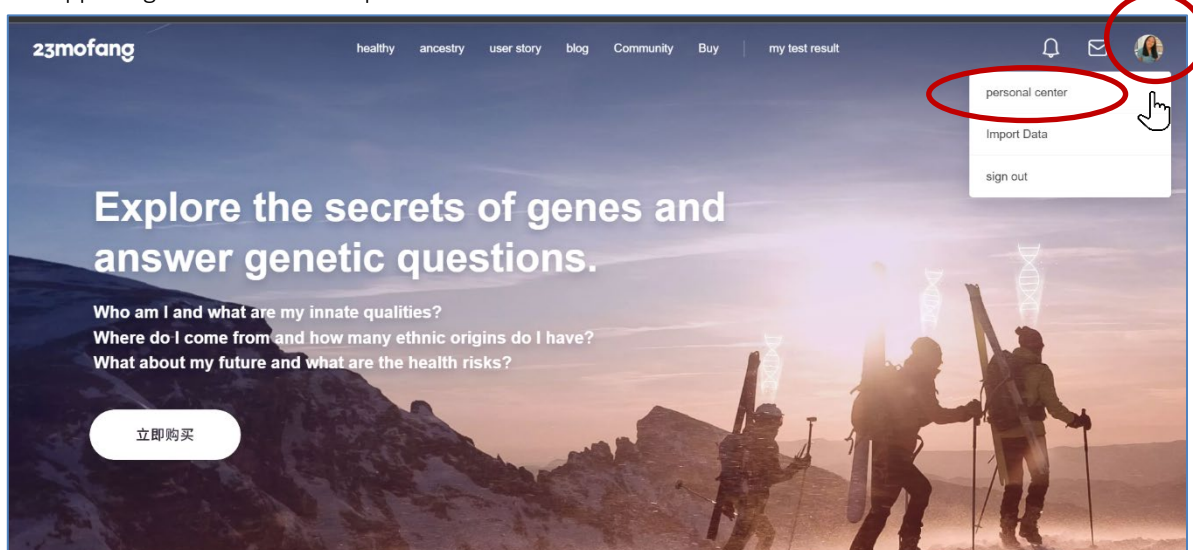 23mofang
healthy ancestry user story blog Community Buy my test result
personal center
Import Data
sign out
Explore the secrets of genes and
answer genetic questions.
Who am I and what are my innate qualities?
Where do I come from and how many ethnic origins do I have?
What about my future and what are the health risks?
立即购买